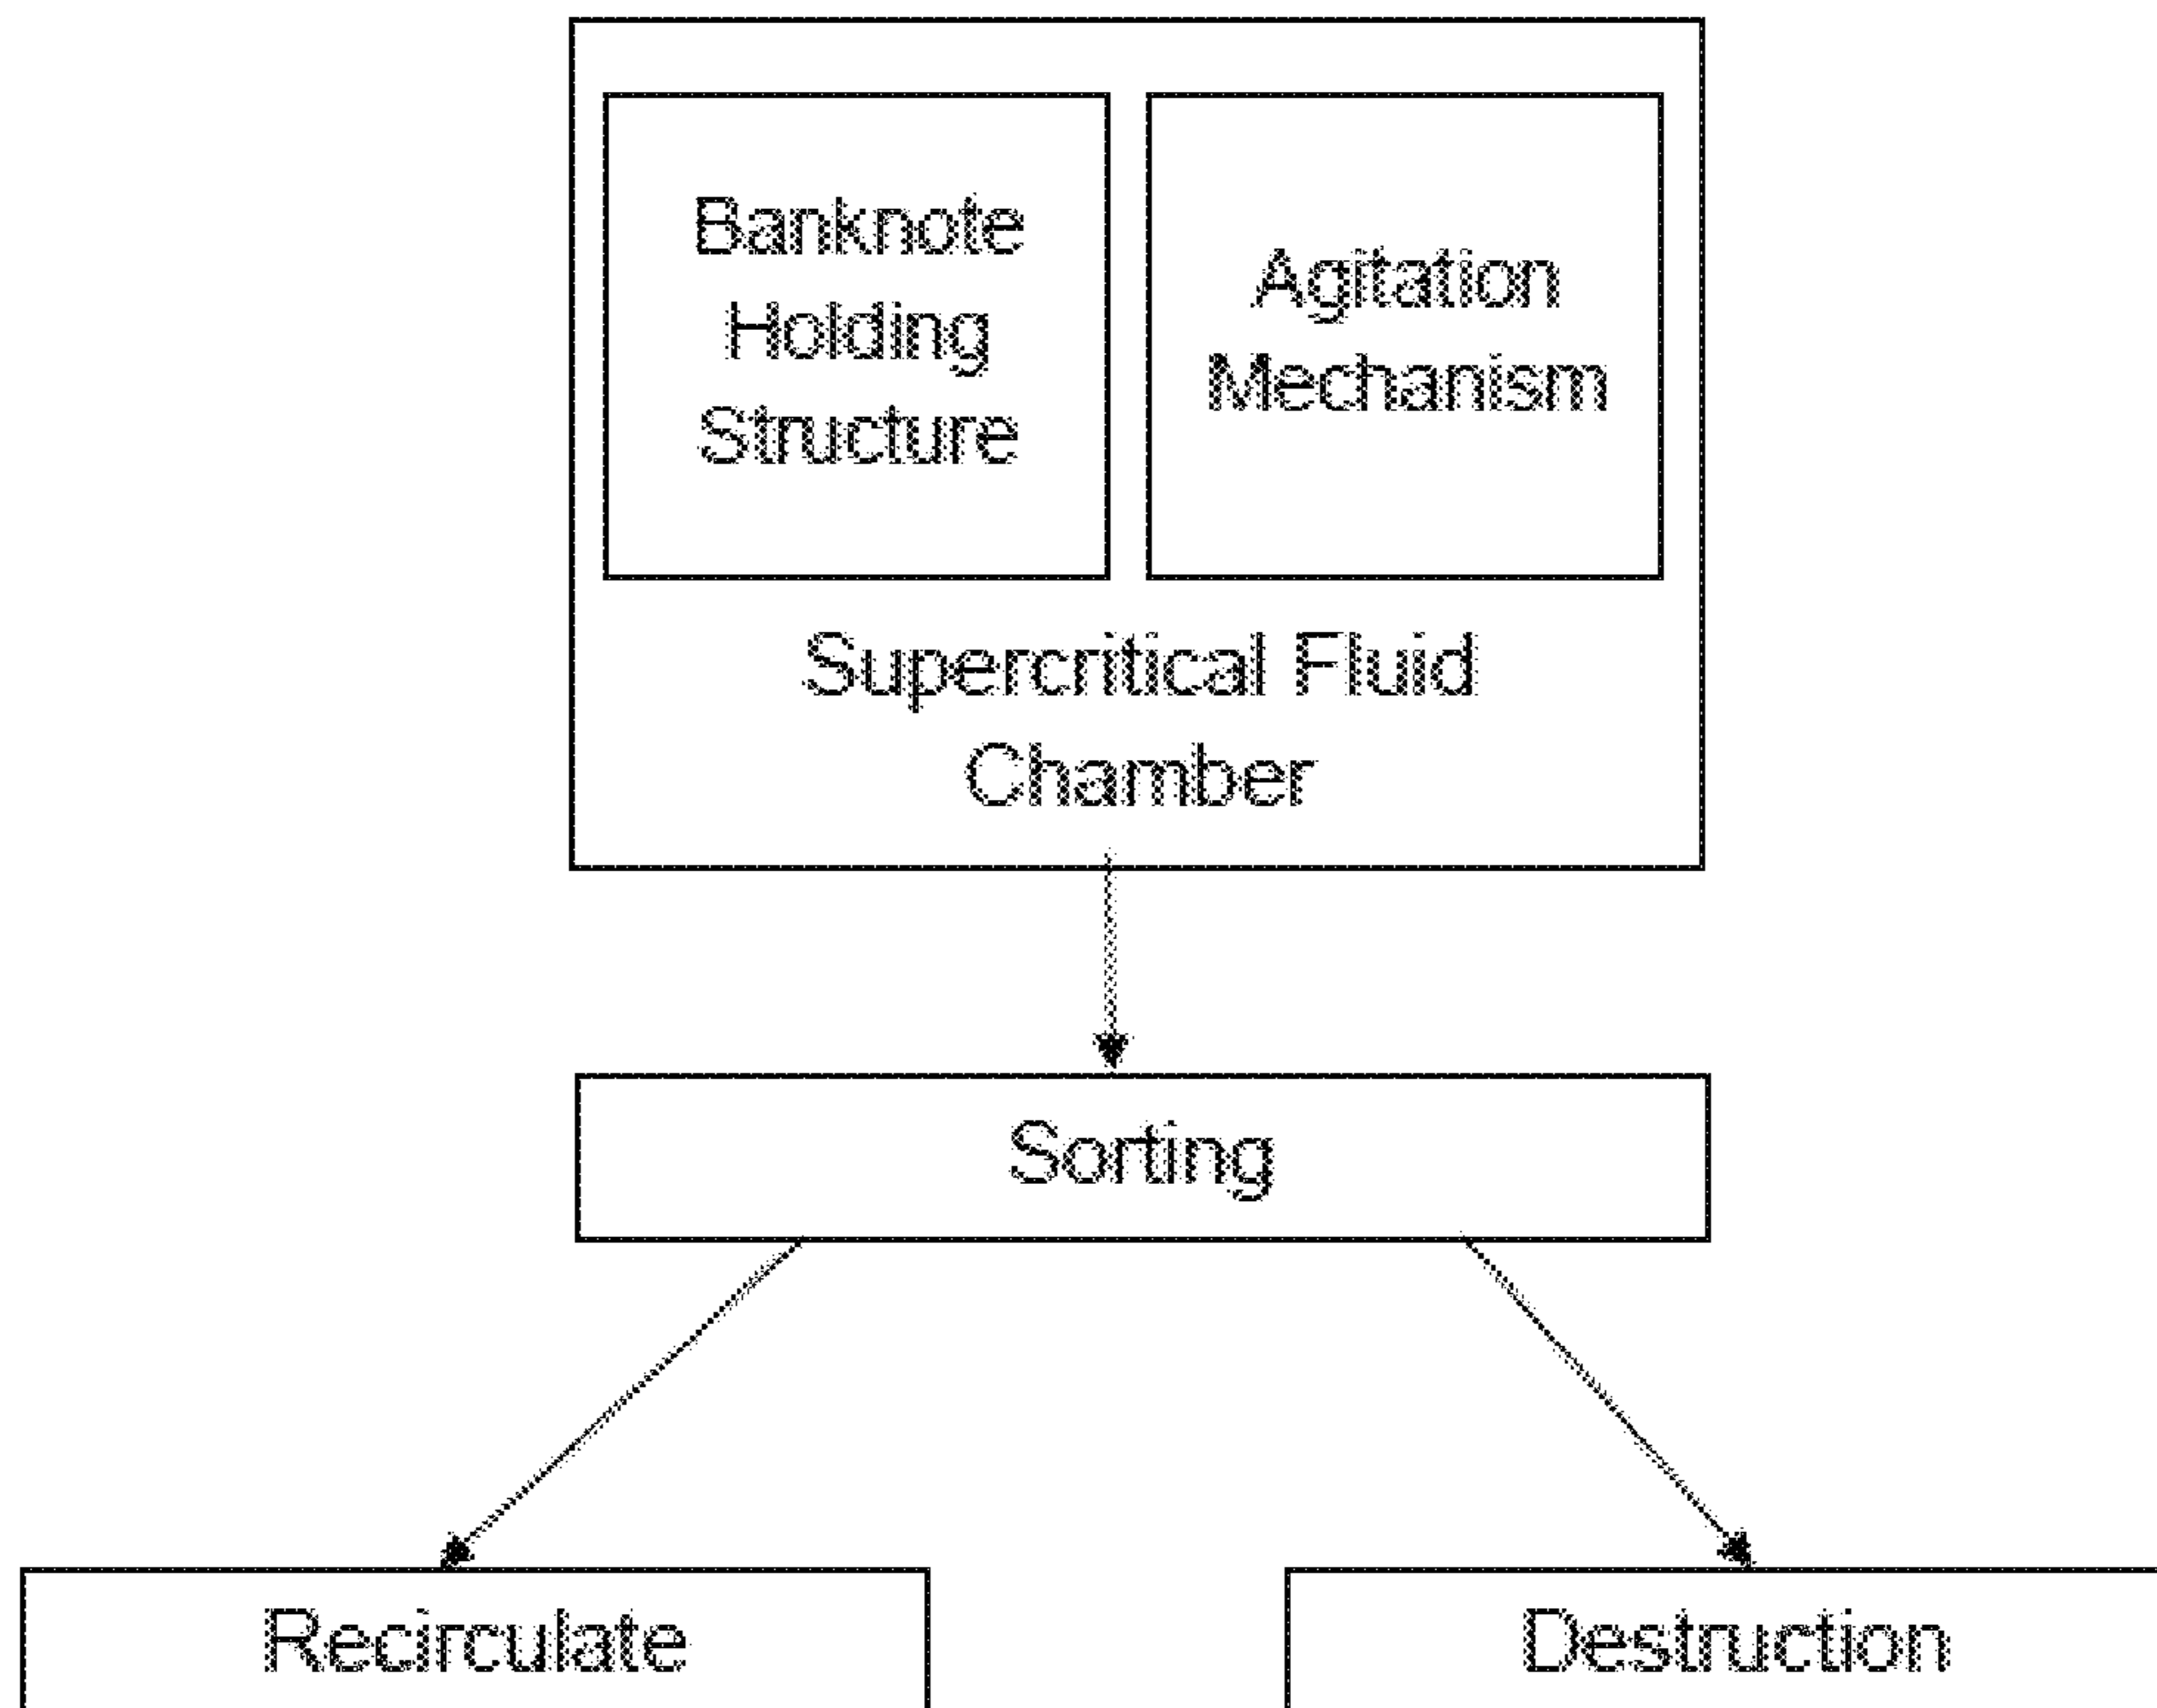 Banknote
Holding
Structure
Agitation
Mechanism
Supercritical Fluid
Chamber
Sorting
Recirculate
Destruction